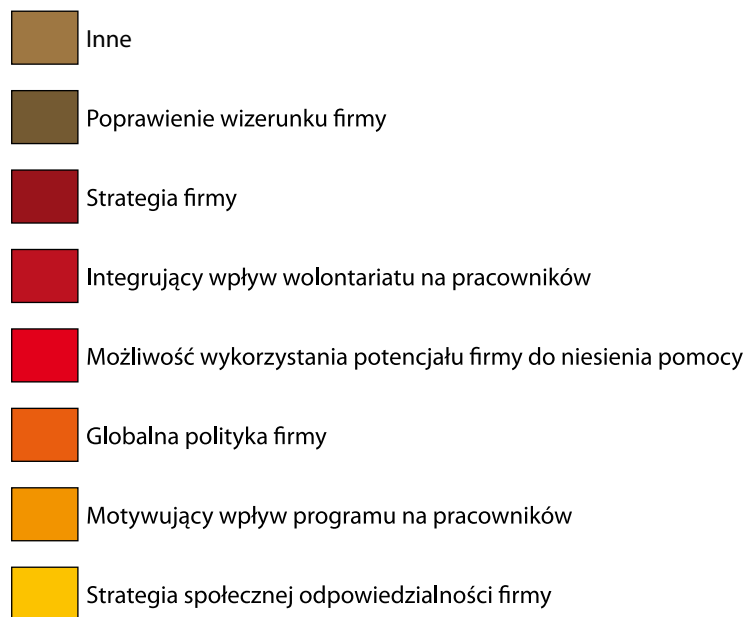 Inne
Poprawienie wizerunku firmy
Strategia firmy
Integrujący wpływ wolontariatu na pracowników
Możliwość wykorzystania potencjału firmy do niesienia pomocy
Globalna polityka firmy
Motywujący wpływ programu na pracowników
Strategia społecznej odpowiedzialności firmy